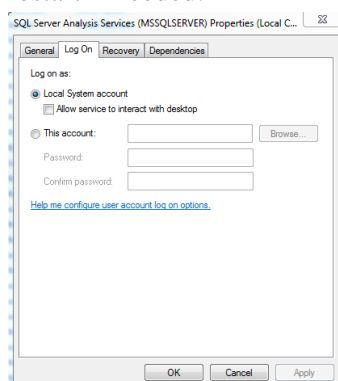 SQL Server Analysis Services (MSSQLSERVER) Properties (Local C...
General Log On Recovery Dependencies
Log on as:
Local System account
Allow service to interact with desktop
This account:
Browse...
Password:
Confirm password:
Help me configure user account log on options.
OK Cancel Apply